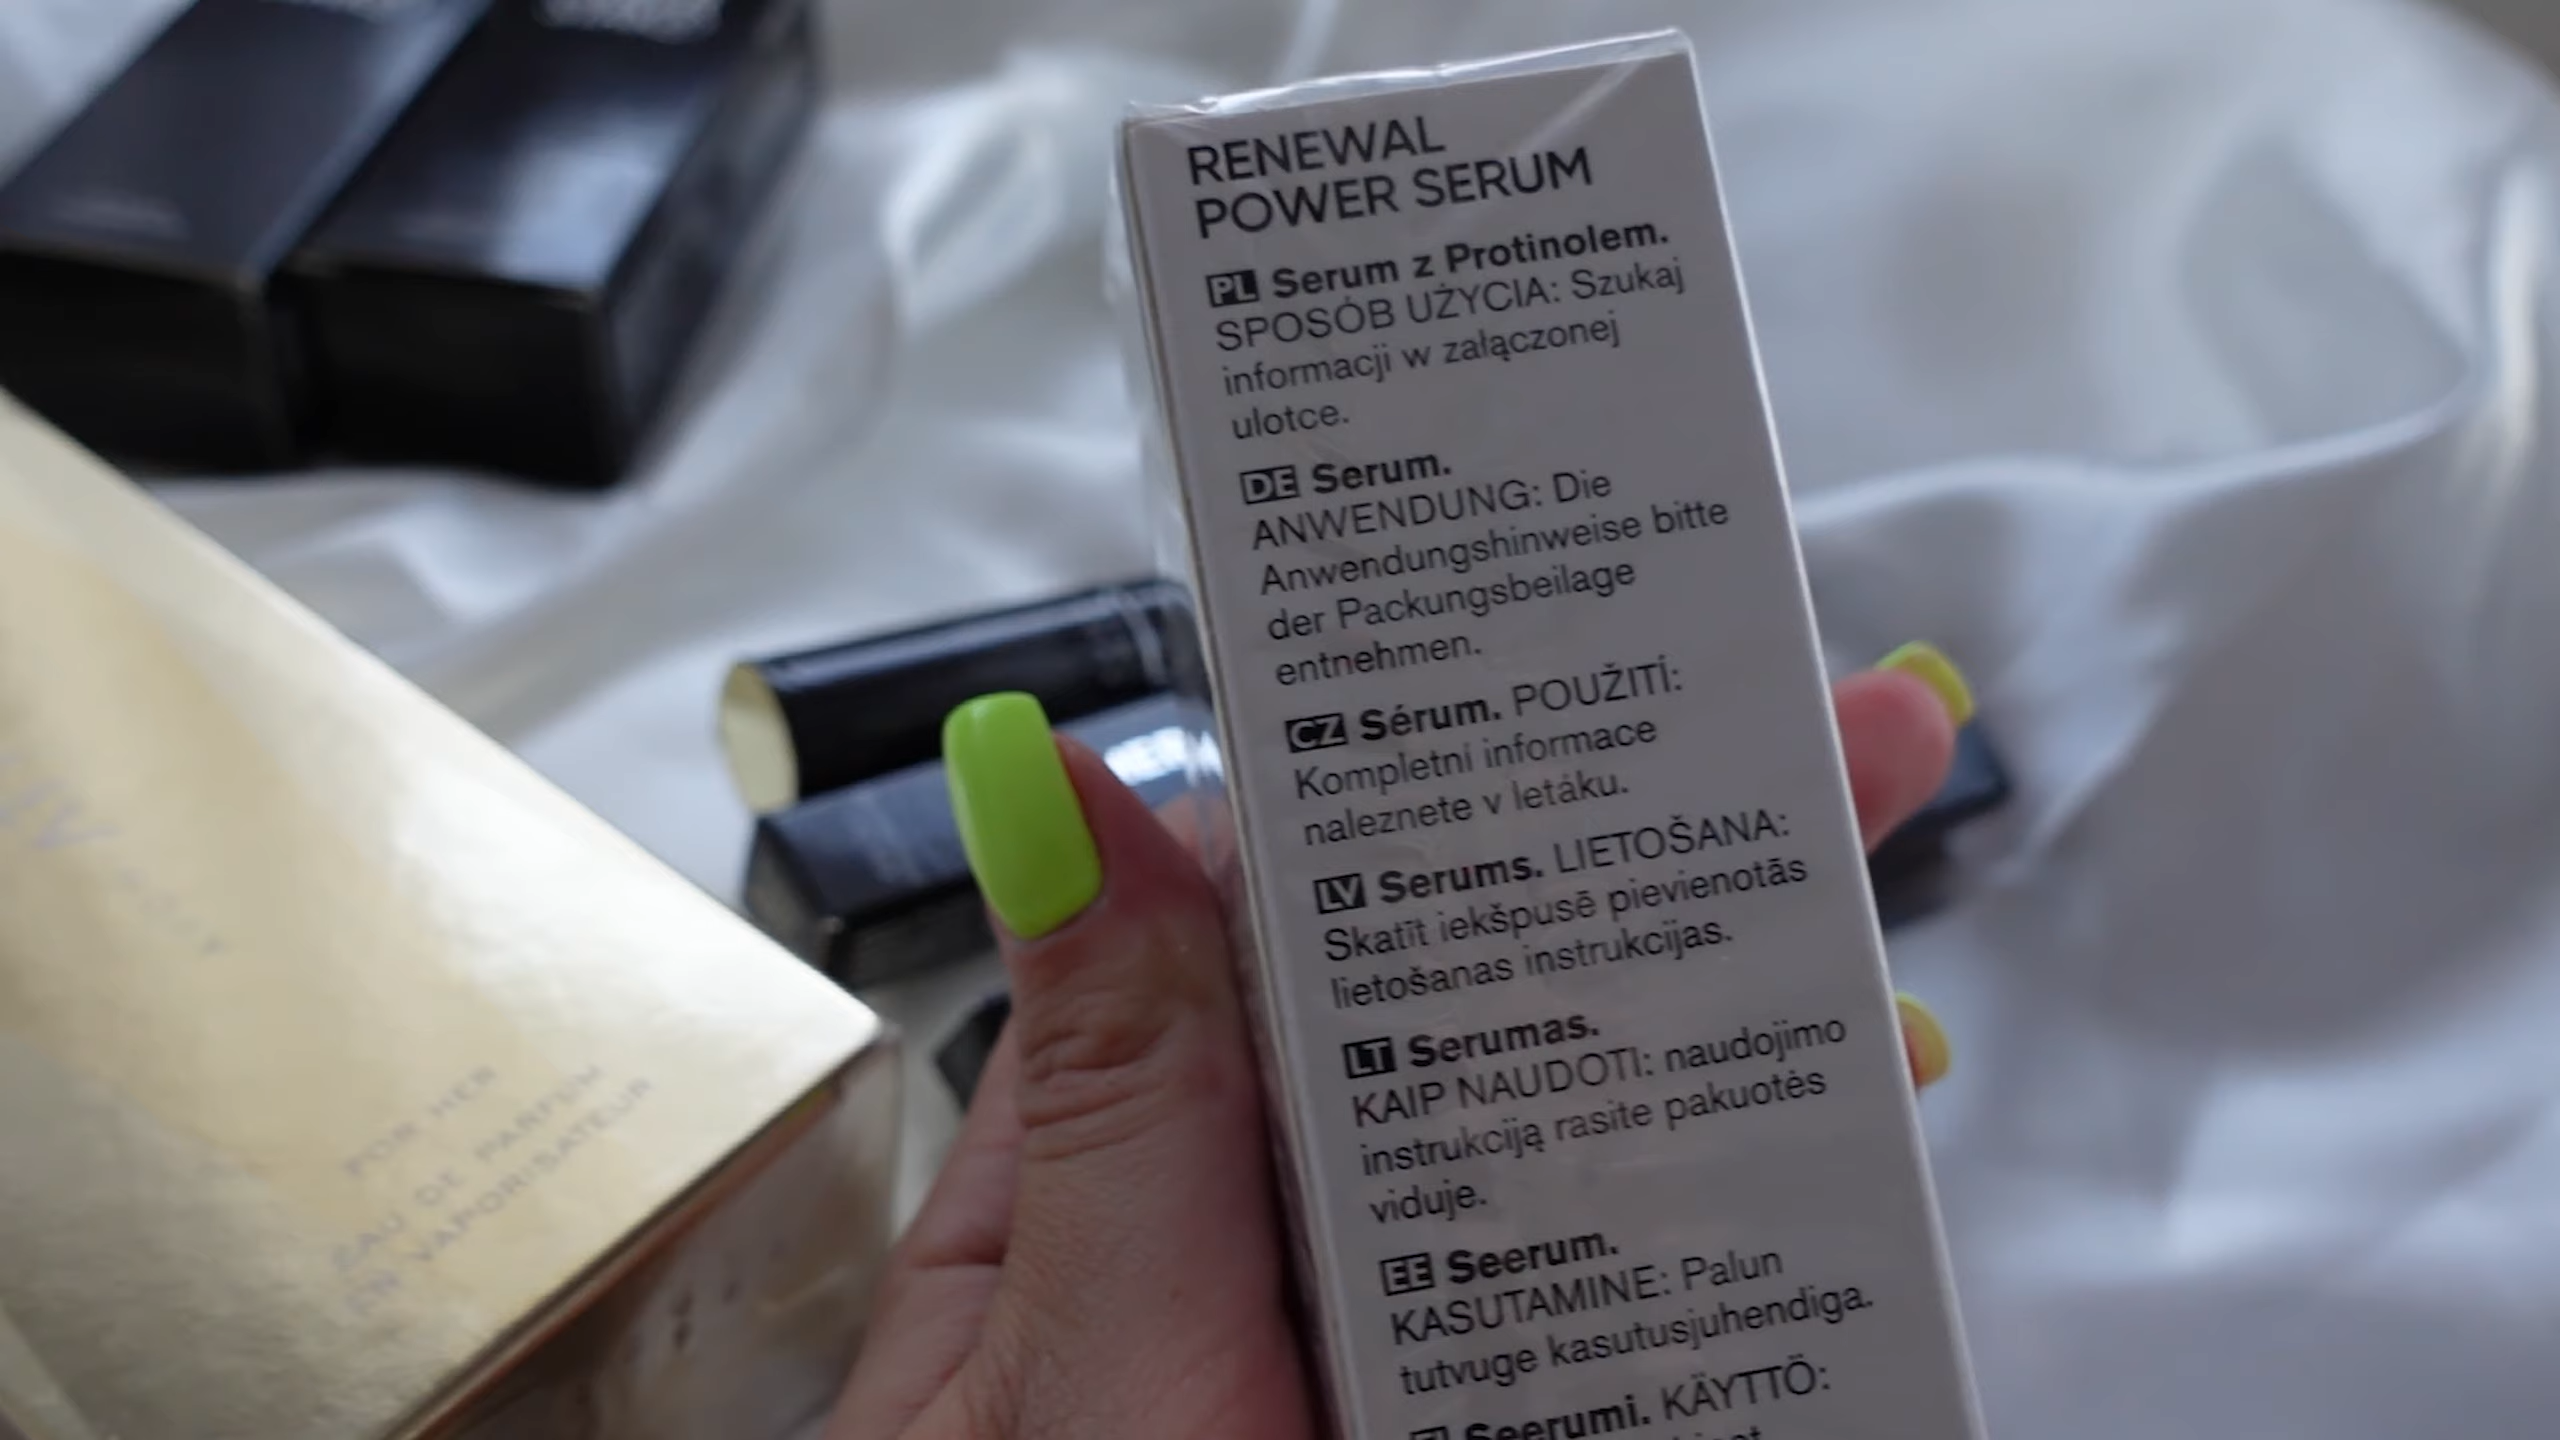 RENEWAL
POWER SERUM
PL Serum z Protinolem.
SPOSÓB UŻYCIA: Szukaj
informacji w załączonej
ulotce.
DE Serum.
ANWENDUNG: Die
Anwendungshinweise bitte
der Packungsbeilage
entnehmen.
CZ Sérum. POUŽITÍ:
Kompletní informace
naleznete v letáku.
LV Serums. LIETOŠANA:
Skatīt iekšpusē pievienotās
lietošanas instrukcijas.
LT Serumas.
KAIP NAUDOTI: naudojimo
instrukciją rasite pakuotės
viduje.
EE Seerum.
KASUTAMINE: Palun
tutvuge kasutusjuhendiga.
Seerumi. KÄYTTÖ:
FOR HER
EAU DE PARFUM
EN VAPORISATEUR